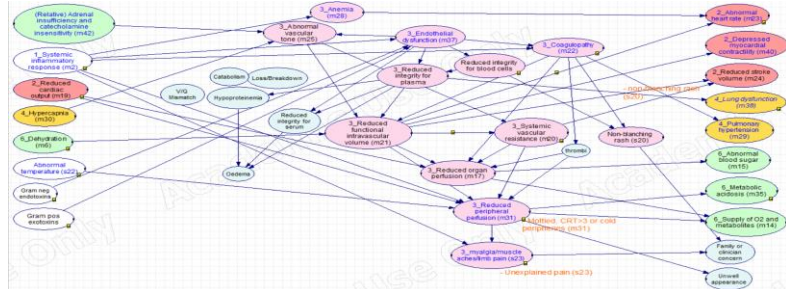 (Relative) Adrenal
insufficiency and
catecholamine
insensitivity (m42)
1_Systemic
inflammatory
response (m2)
2_Reduced
cardiac
output (m19)
4_Hypercapnia
(m30)
6_Dehydration
(m6)
Abnormal
temperature (s22)
Gram neg
endotoxins
Gram pos
exotoxins
3_Anemia
(m28)
3_Abnormal
vascular
tone (m25)
3_Endothelial
dysfunction (m37)
3_Coagulopathy
(m22)
Catabolism
Loss/Breakdown
V/Q
Mismatch
Hypoproteinemia
3_Reduced
integrity for
plasma
Reduced integrity
for blood cells
Reduced
integrity for
serum
3_Reduced
functional
intravascular
volume (m21)
3_Systemic
vascular
resistance (m20)
Non-branching
rash (s20)
Oedema
thrombi
3_Reduced organ
perfusion (m17)
3_Reduced
peripheral
perfusion (m31)
- Mottled, CRT>3 or cold
peripheries (m31)
3_myalgia/muscle
aches/limb pain (s23)
- Unexplained pain (s23)
2_Abnormal
heart rate (m23)
2_Depressed
myocardial
contractility (m40)
2_Reduced stroke
volume (m24)
4_Lung dysfunction
4_Pulmonary
hypertension
(m29)
6_Abnormal
blood sugar
(m15)
6_Metabolic
acidosis (m35)
6_Supply of O2 and
metabolites (m14)
Family or
clinician
concern
Unwell
appearance